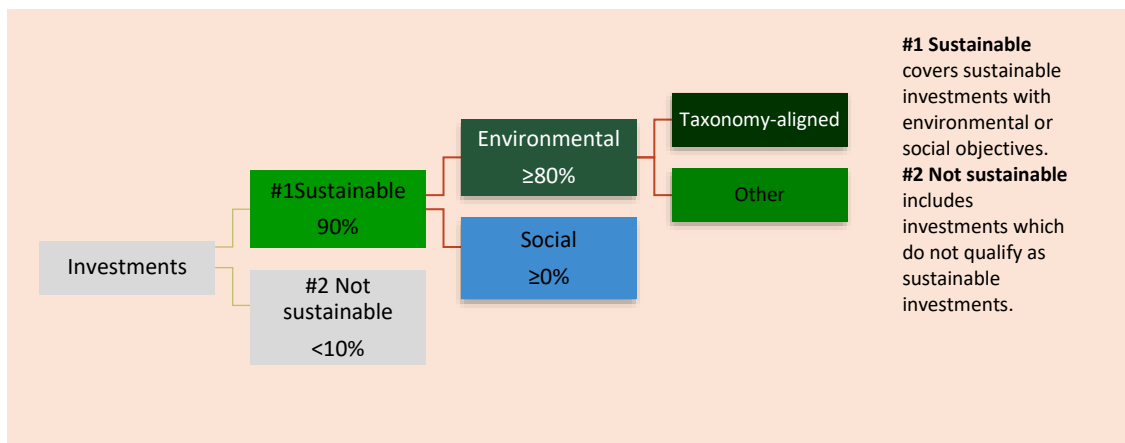 Investments
#1Sustainable
90%
#2 Not
sustainable
<10%
Environmental
≥80%
Social
≥0%
Taxonomy-aligned
Other
#1 Sustainable
covers sustainable
investments with
environmental or
social objectives.
#2 Not sustainable
includes
investments which
do not qualify as
sustainable
investments.